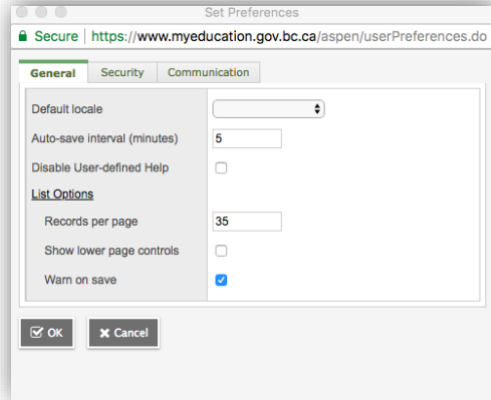 Set Preferences
Secure | https://www.myeducation.gov.bc.ca/aspen/userPreferences.do
General Security Communication
Default locale
Auto-save interval (minutes) 5
Disable User-defined Help
List Options
Records per page 35
Show lower page controls
Warn on save
OK Cancel